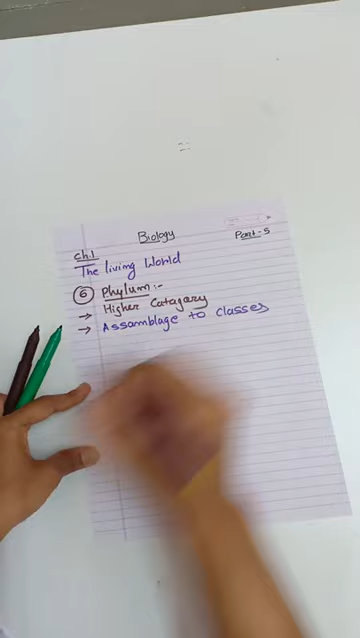 Biology
Part-5
Ch.1
The living World
6 Phylum:-
→ Higher Catagary
→ Assamblage to classes